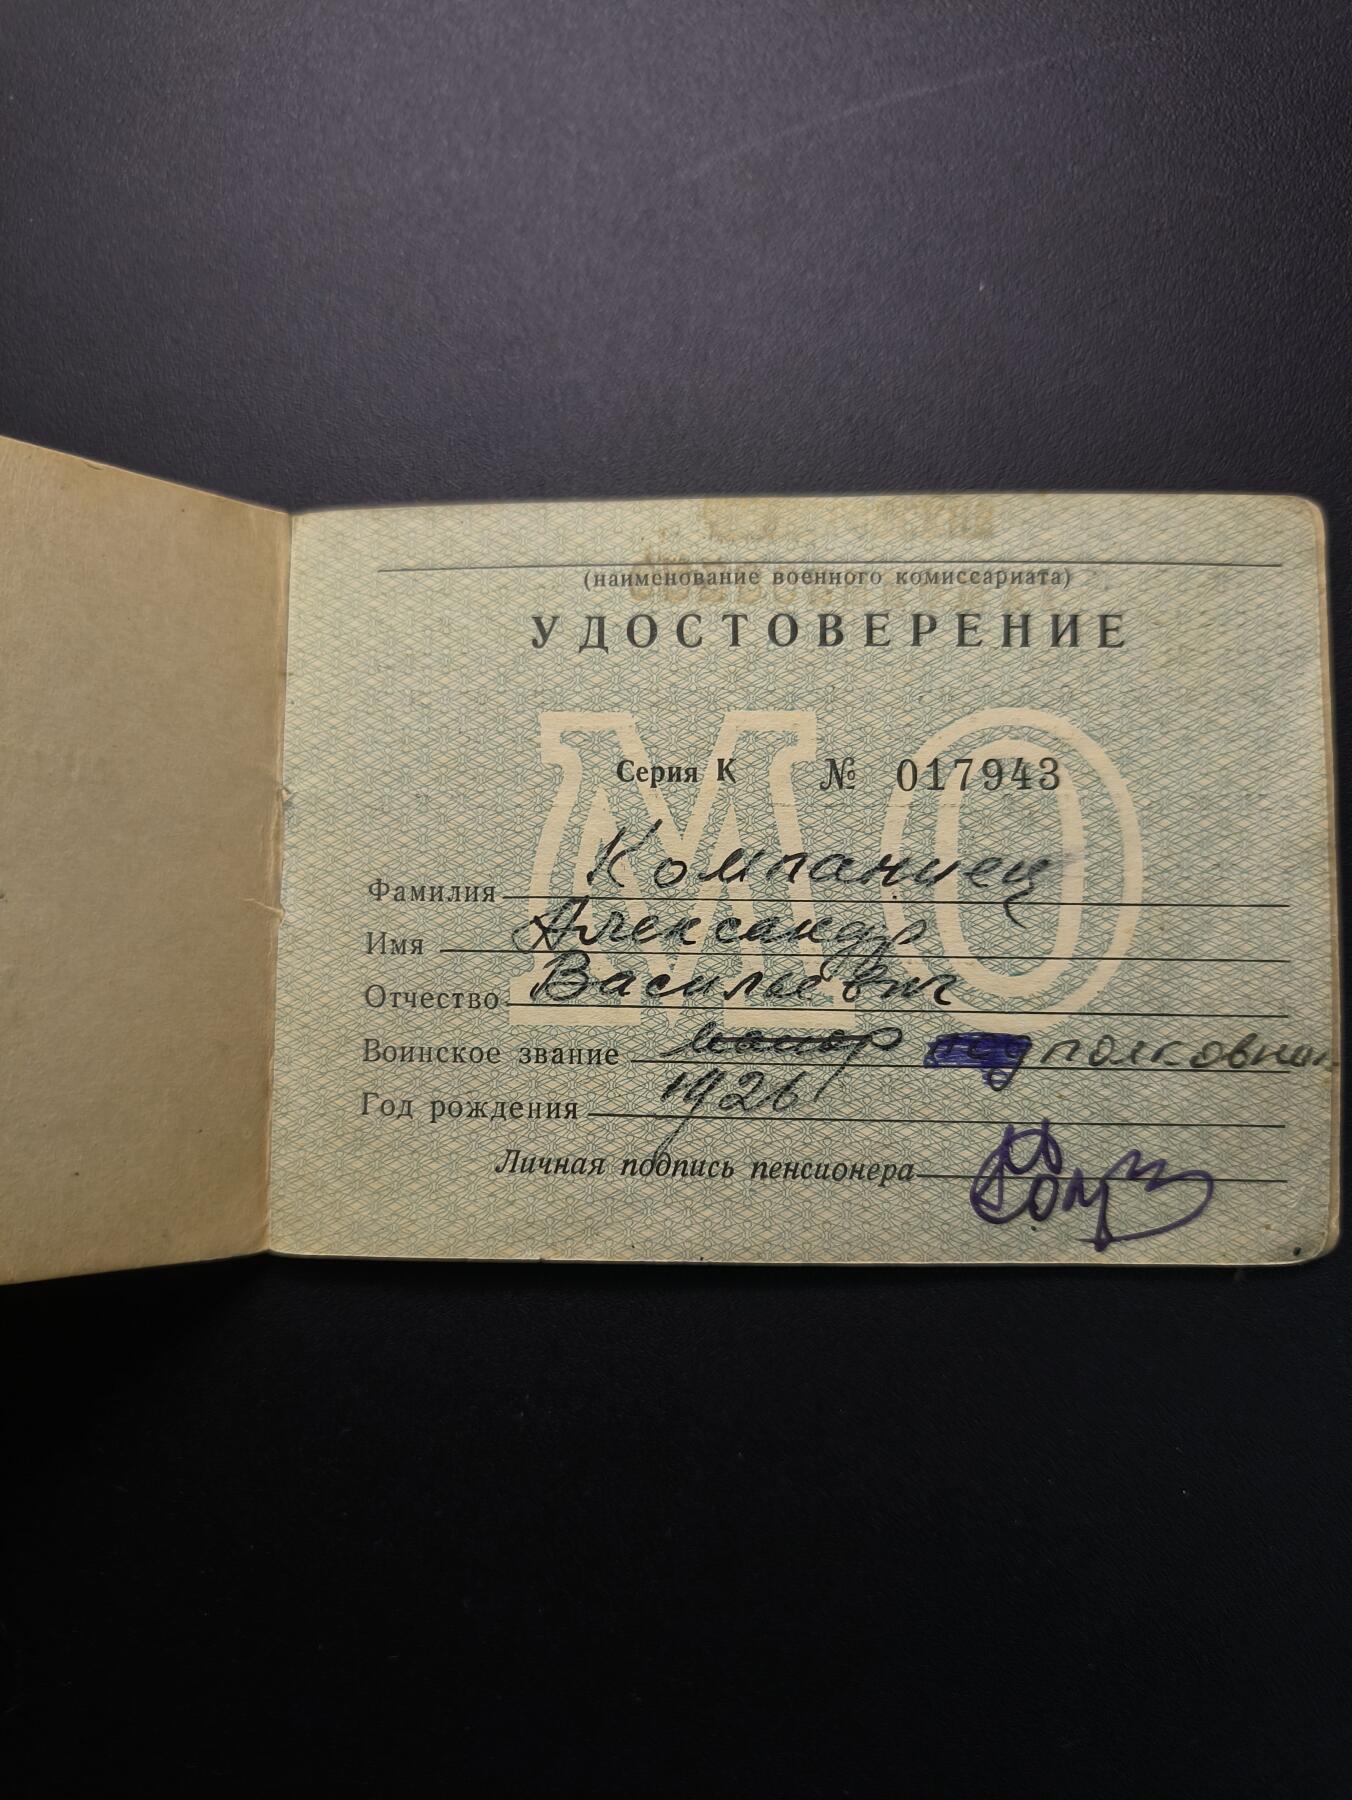 (наименование военного комиссариата)
УДОСТОВЕРЕНИЕ
МО
Серия К № 017943
Фамилия Компаниец
Имя Александр
Отчество Васильевич
Воинское звание майор подполковник
Год рождения 1926
Личная подпись пенсионера